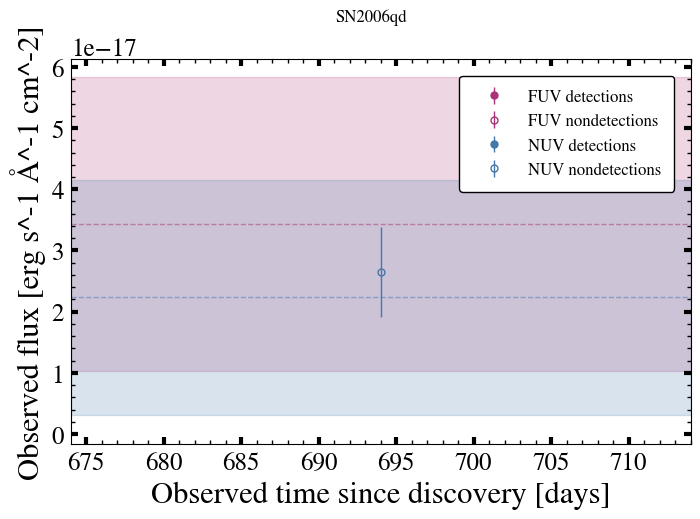 SN2006qd
1e−17
6
5
4
3
2
1
0
FUV detections
FUV nondetections
NUV detections
NUV nondetections
675 680 685 690 695 700 705 710
Observed time since discovery [days]
Observed flux [erg s^-1 Å^-1 cm^-2]